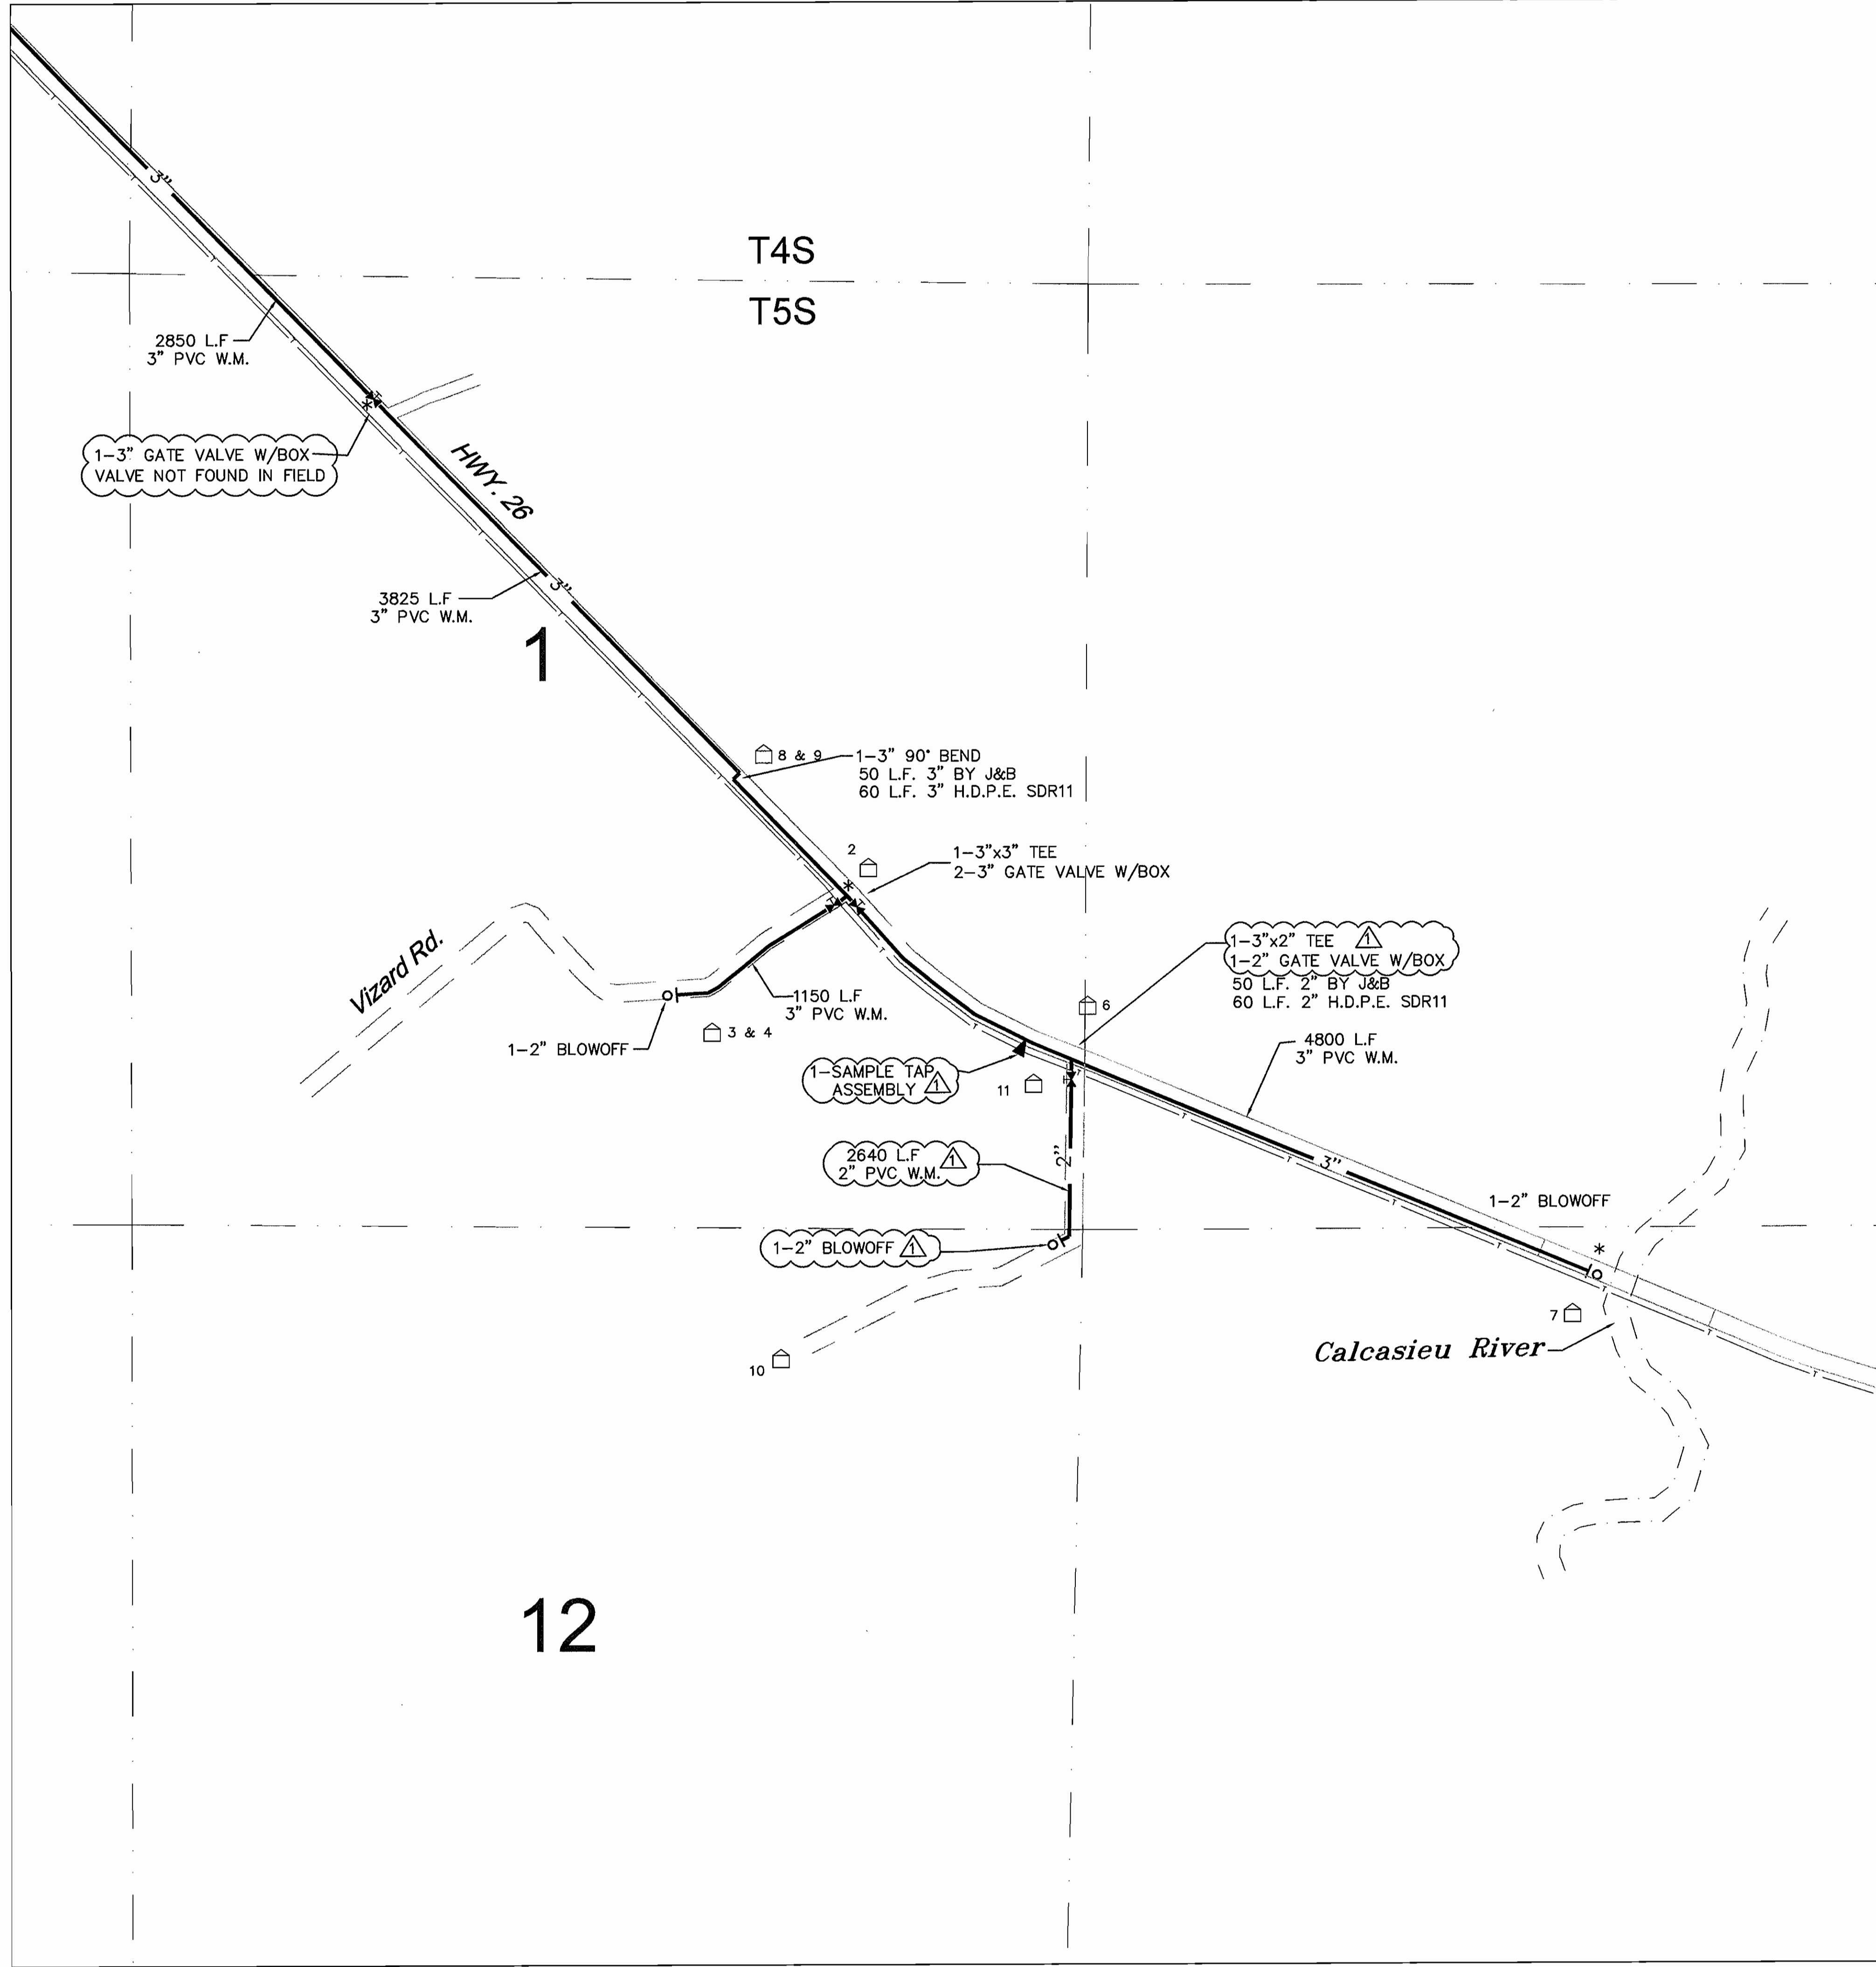 3"
T4S
T5S
2850 L.F
3" PVC W.M.
1-3" GATE VALVE W/BOX
VALVE NOT FOUND IN FIELD
HWY. 26
3"
3825 L.F
3" PVC W.M.
1
8 & 9
1-3" 90° BEND
50 L.F. 3" BY J&B
60 L.F. 3" H.D.P.E. SDR11
2
1-3"x3" TEE
2-3" GATE VALVE W/BOX
Vizard Rd.
1-3"x2" TEE 1
1-2" GATE VALVE W/BOX
50 L.F. 2" BY J&B
60 L.F. 2" H.D.P.E. SDR11
1150 L.F
3" PVC W.M.
6
3 & 4
1-2" BLOWOFF
4800 L.F
3" PVC W.M.
1-SAMPLE TAP
ASSEMBLY 1
11
2640 L.F 1
2" PVC W.M.
2"
3"
1-2" BLOWOFF
1-2" BLOWOFF 1
7
Calcasieu River
10
12